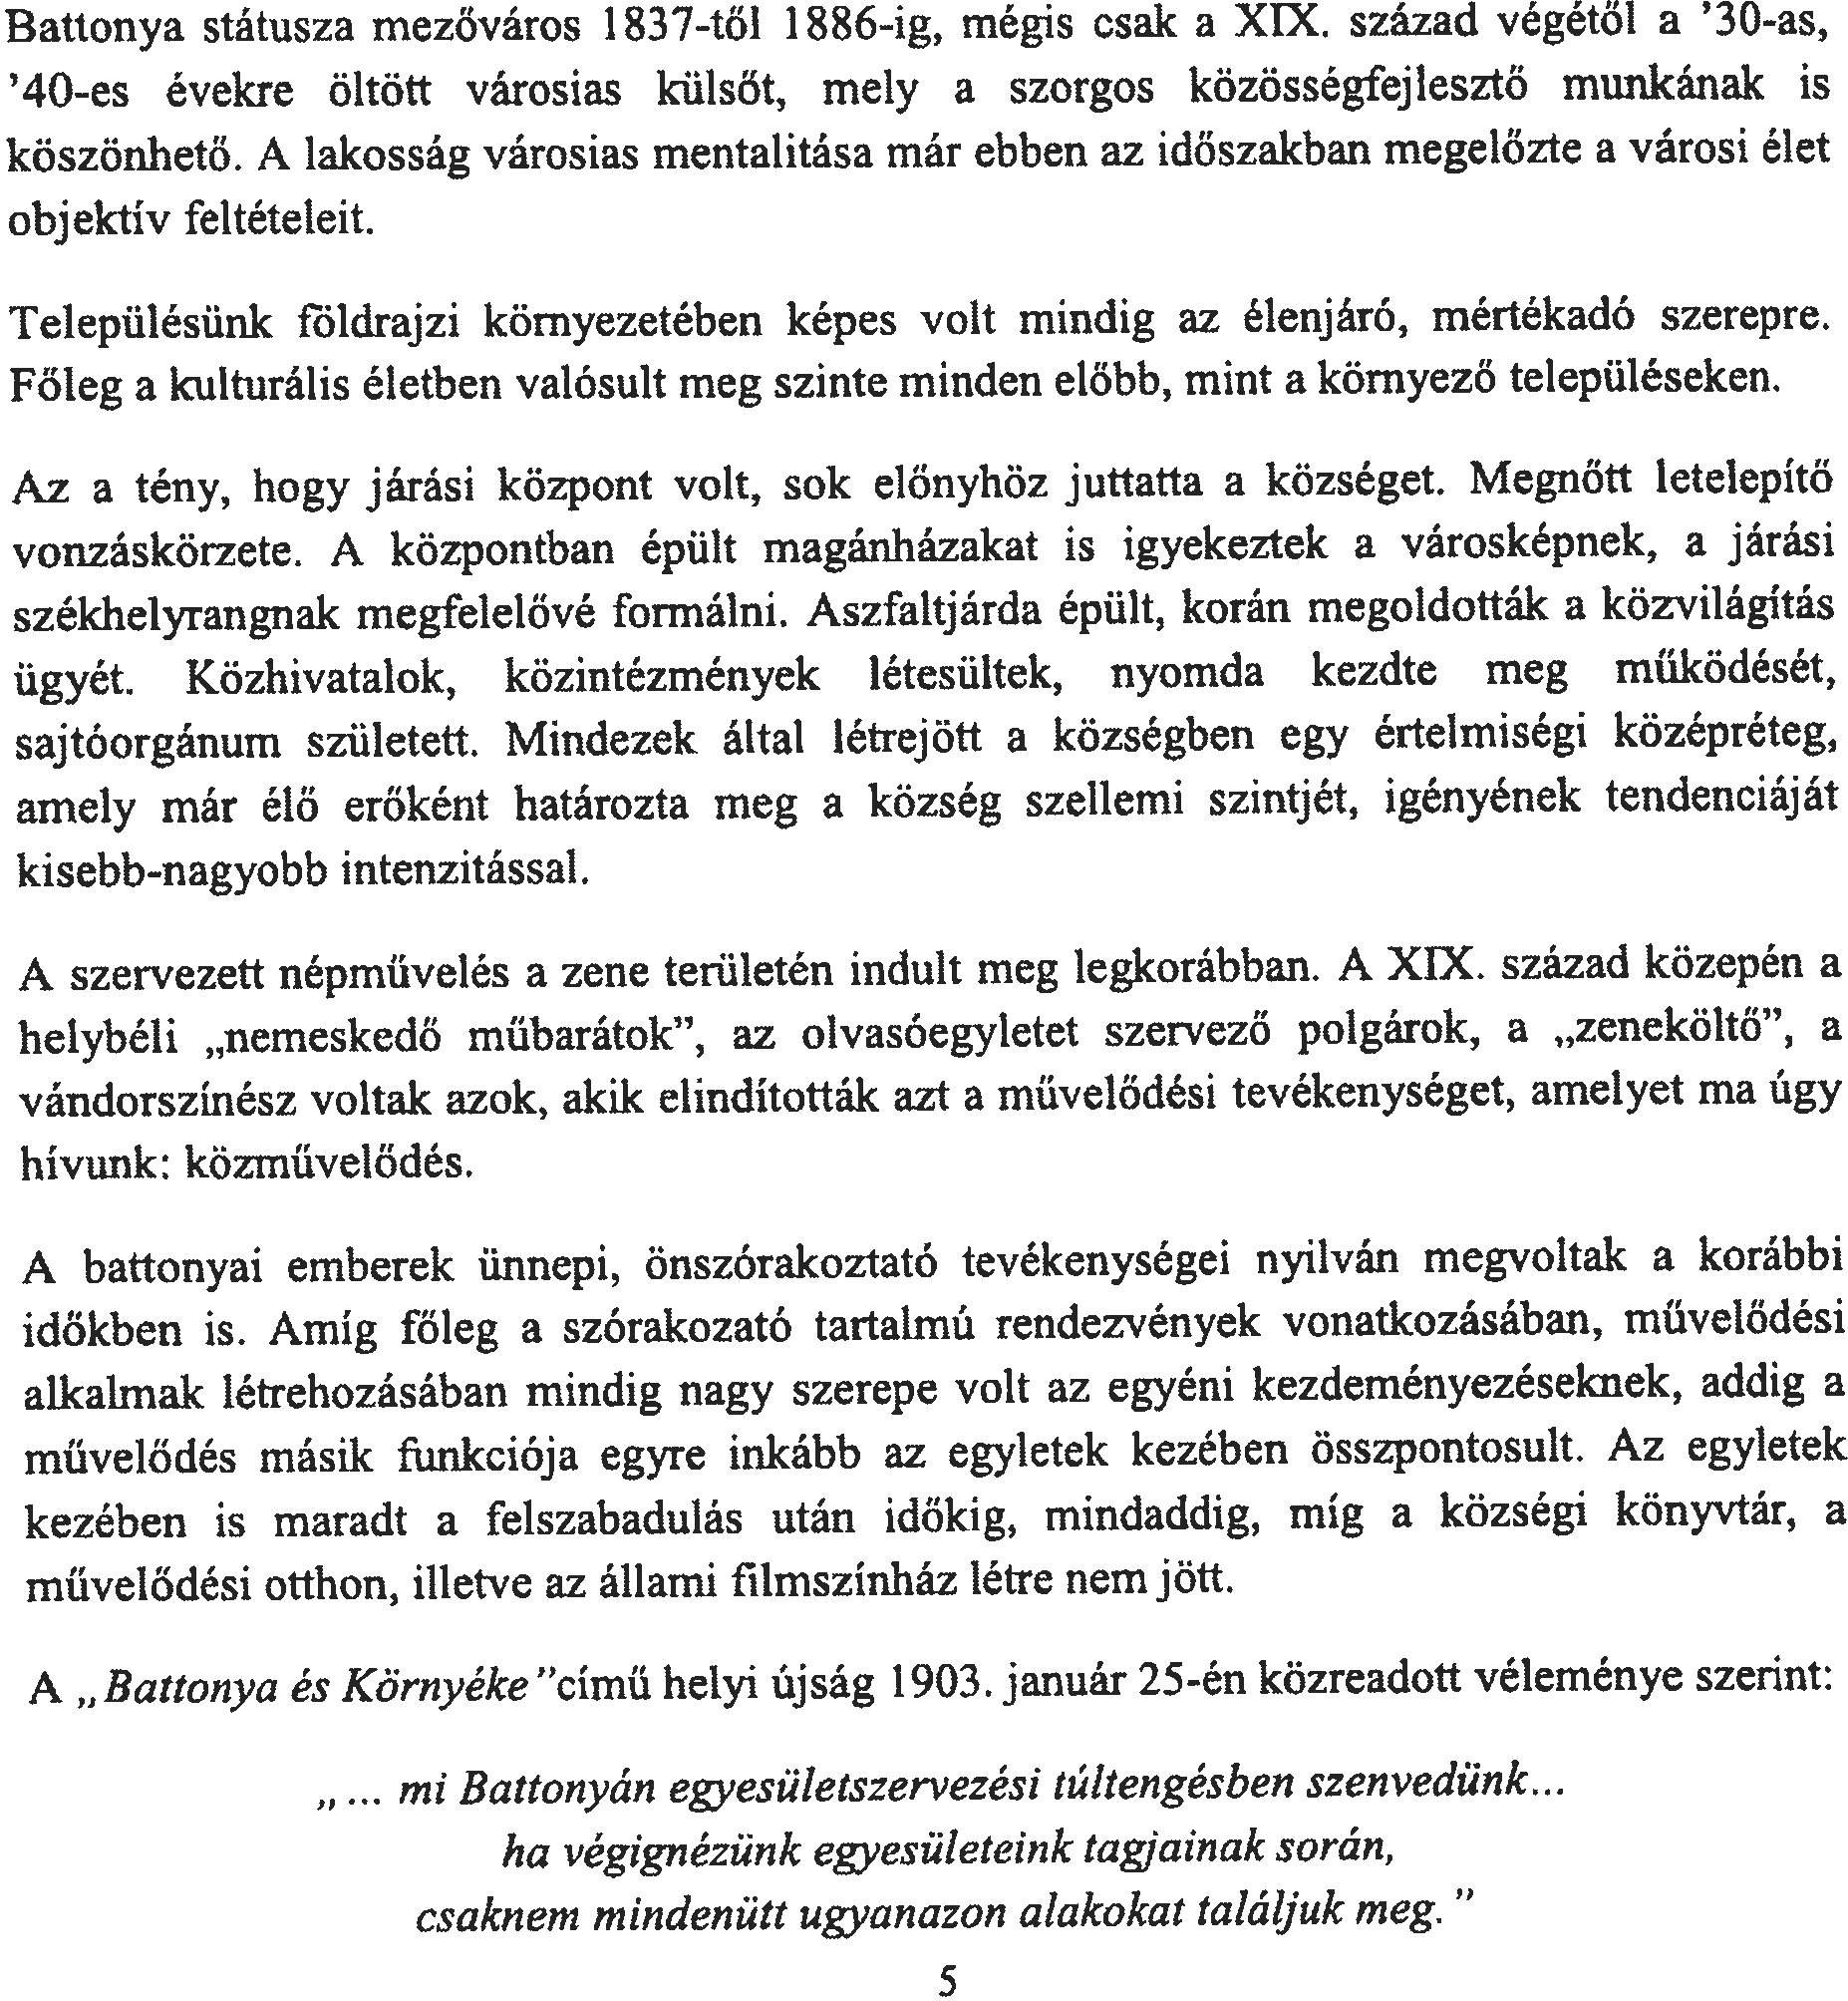 Battonya státusza mezőváros 1837-től 1886-ig, mégis csak a XIX. század végétől a ’30-as,
’40-es évekre öltött városias külsőt, mely a szorgos közösségfejlesztő munkának is
köszönhető. A lakosság városias mentalitása már ebben az időszakban megelőzte a városi élet
objektív feltételeit.
Településünk földrajzi környezetében képes volt mindig az élenjáró, mértékadó szerepre.
Főleg a kulturális életben valósult meg szinte minden előbb, mint a környező településeken.
Az a tény, hogy járási központ volt, sok előnyhöz juttatta a községet. Megnőtt letelepítő
vonzáskörzete. A központban épült magánházakat is igyekeztek a városképnek, a járási
székhelyrangnak megfelelővé formálni. Aszfaltjárda épült, korán megoldották a közvilágítás
ügyét. Közhivatalok, közintézmények létesültek, nyomda kezdte meg működését,
sajtóorgánum született. Mindezek által létrejött a községben egy értelmiségi középréteg,
amely már élő erőként határozta meg a község szellemi szintjét, igényének tendenciáját
kisebb-nagyobb intenzitással.
A szervezett népművelés a zene területén indult meg legkorábban. A XIX. század közepén a
helybéli „nemeskedő műbarátok”, az olvasóegyletet szervező polgárok, a „zeneköltő”, a
vándorszínész voltak azok, akik elindították azt a művelődési tevékenységet, amelyet ma úgy
hívunk: közművelődés.
A battonyai emberek ünnepi, önszórakoztató tevékenységei nyilván megvoltak a korábbi
időkben is. Amíg főleg a szórakozató tartalmú rendezvények vonatkozásában, művelődési
alkalmak létrehozásában mindig nagy szerepe volt az egyéni kezdeményezéseknek, addig a
művelődés másik funkciója egyre inkább az egyletek kezében összpontosult. Az egyletek
kezében is maradt a felszabadulás után időkig, mindaddig, míg a községi könyvtár, a
művelődési otthon, illetve az állami filmszínház létre nem jött.
A „Battonya és Környéke”című helyi újság 1903. január 25-én közreadott véleménye szerint:
„... mi Battonyán egyesületszervezési túltengésben szenvedünk...
ha végignézünk egyesületeink tagjainak során,
csaknem mindenütt ugyanazon alakokat találjuk meg.”
5